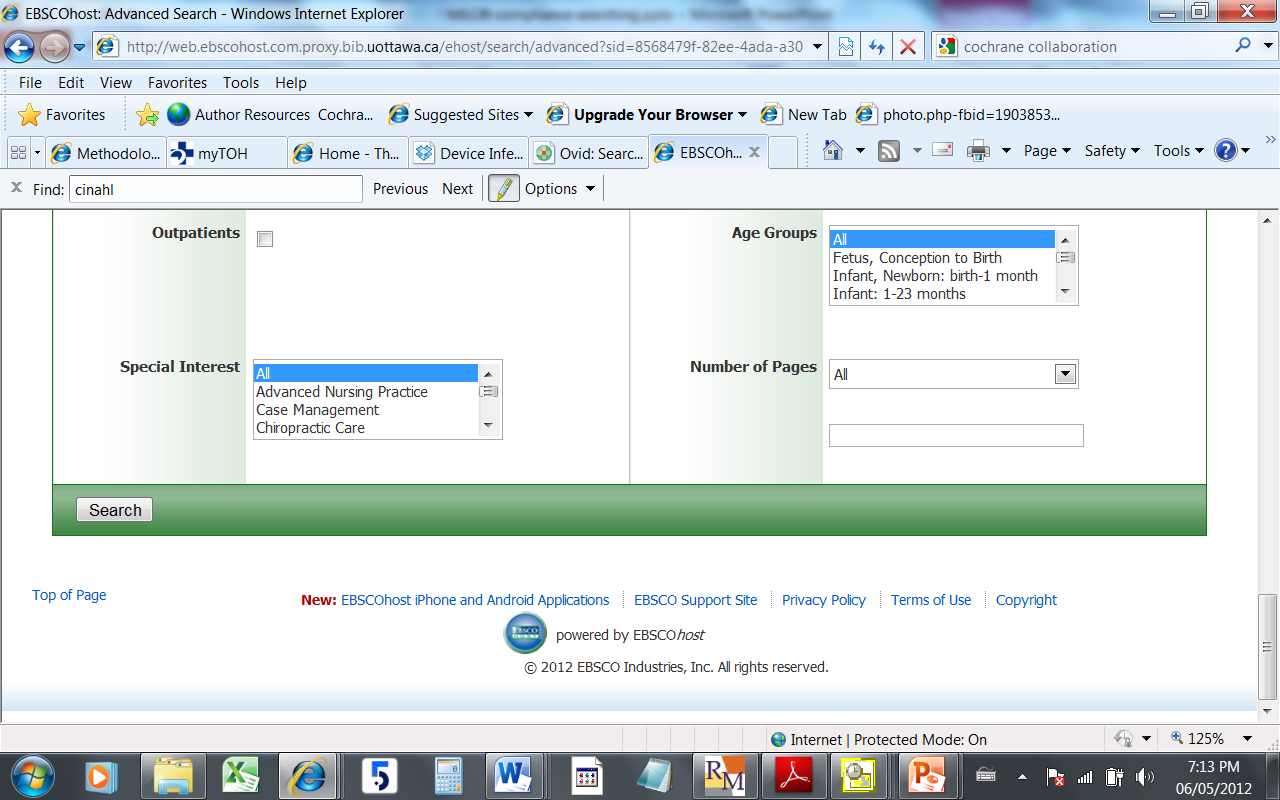 EBSCOhost: Advanced Search - Windows Internet Explorer
http://web.ebscohost.com.proxy.bib.uottawa.ca/ehost/search/advanced?sid=8568479f-82ee-4ada-a30
cochrane collaboration
File Edit View Favorites Tools Help
Favorites Author Resources Cochra... Suggested Sites Upgrade Your Browser New Tab photo.php-fbid=1903853...
Methodolo... myTOH Home - Th... Device Infe... Ovid: Searc... EBSCOh... Page Safety Tools
Find: cinahl Previous Next Options
Outpatients
Age Groups
All
Fetus, Conception to Birth
Infant, Newborn: birth-1 month
Infant: 1-23 months
Special Interest
All
Advanced Nursing Practice
Case Management
Chiropractic Care
Number of Pages
All
Search
Top of Page
New: EBSCOhost iPhone and Android Applications EBSCO Support Site Privacy Policy Terms of Use Copyright
EBSCO powered by EBSCOhost
© 2012 EBSCO Industries, Inc. All rights reserved.
Internet | Protected Mode: On 125%
5 W RM P
7:13 PM
06/05/2012